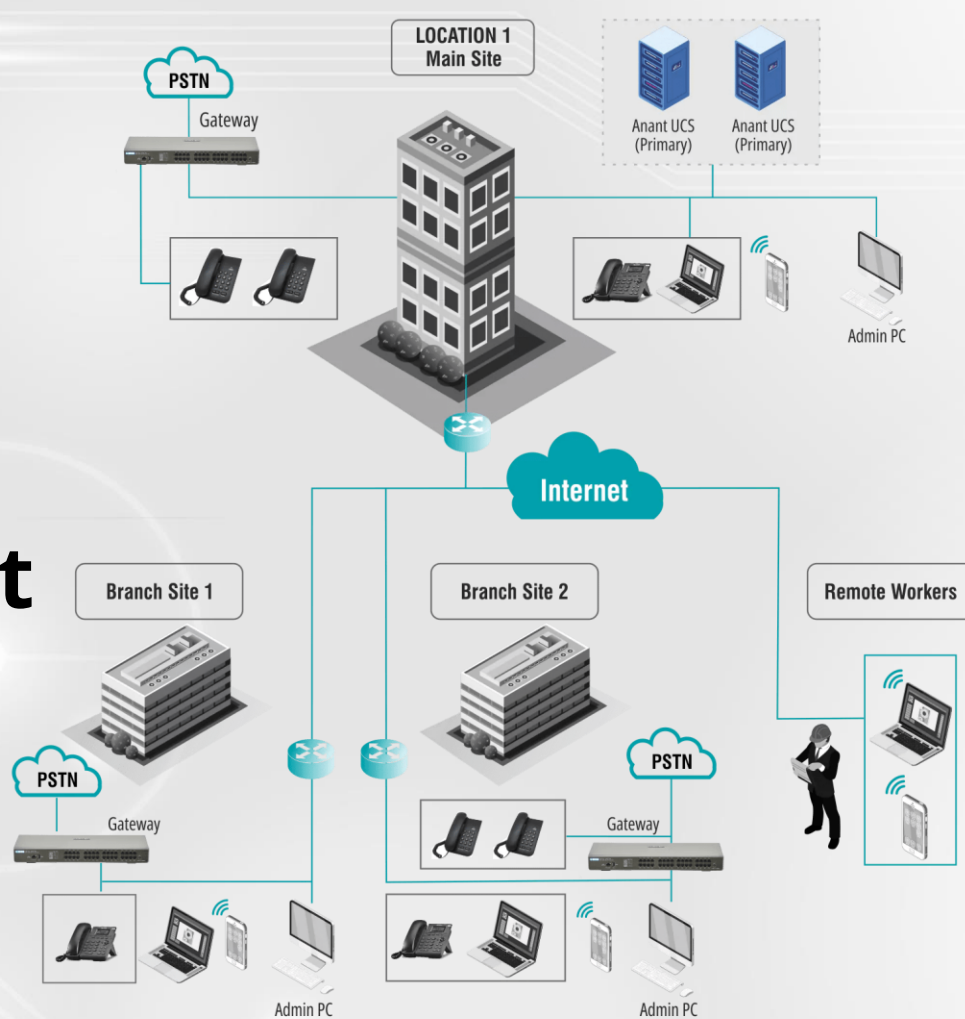 LOCATION 1
Main Site
PSTN
Gateway
Anant UCS
(Primary)
Anant UCS
(Primary)
Admin PC
Internet
t
Branch Site 1
Branch Site 2
Remote Workers
PSTN
Gateway
PSTN
Gateway
Admin PC
Admin PC